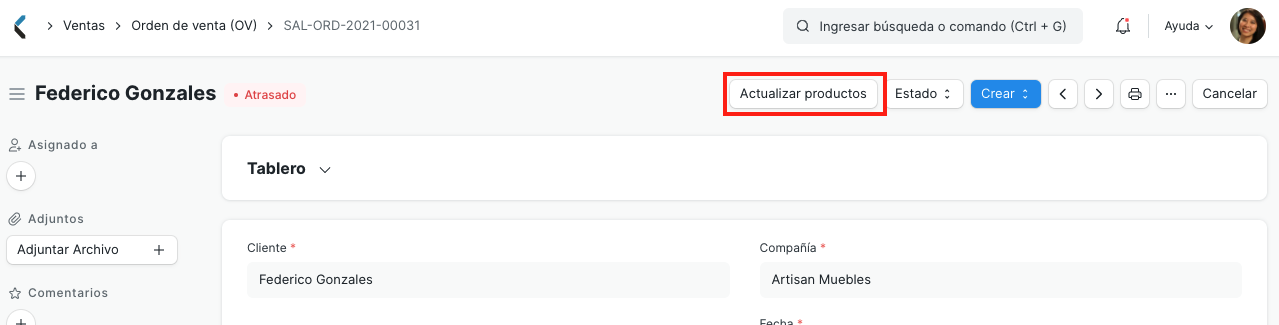 Ventas Orden de venta (OV) SAL-ORD-2021-00031 Ingresar búsqueda o comando (Ctrl + G) Ayuda
Federico Gonzales • Atrasado Actualizar productos Estado Crear ... Cancelar
Asignado a
+
Tablero
Adjuntos
Adjuntar Archivo +
Cliente * Compañía *
Federico Gonzales Artisan Muebles
Comentarios
+
Fecha *